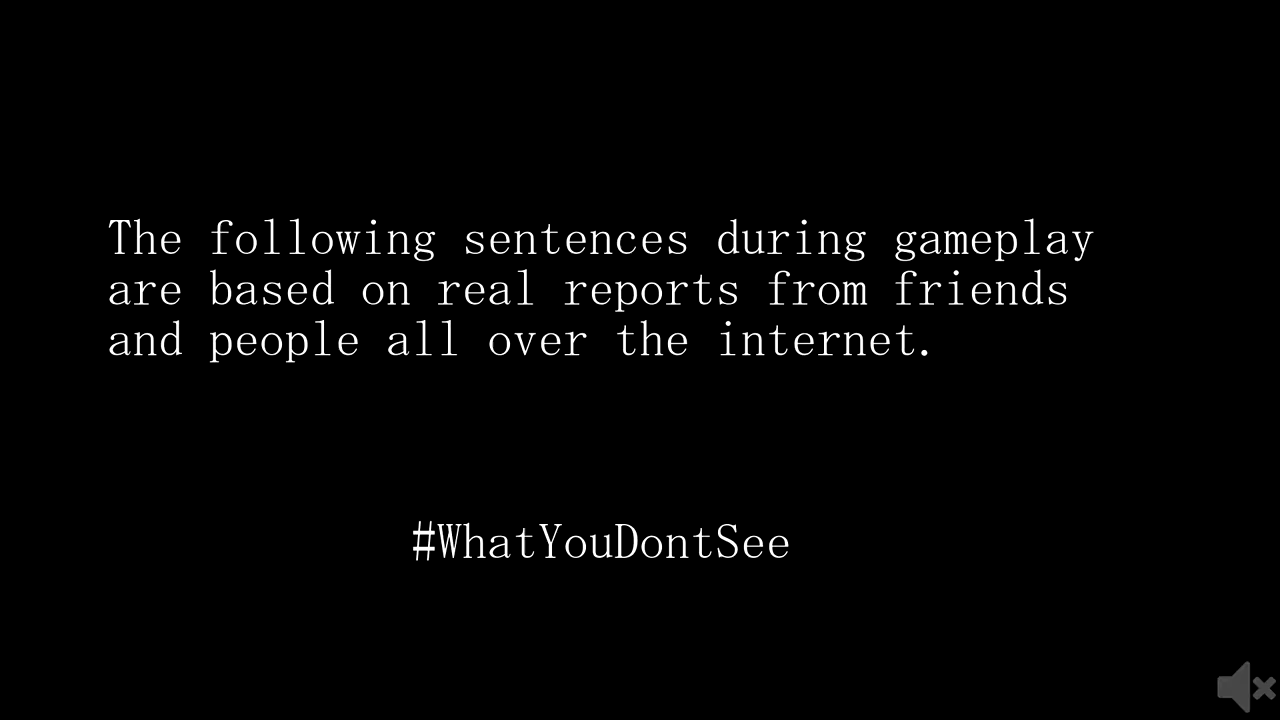 The following sentences during gameplay
are based on real reports from friends
and people all over the internet.
#WhatYouDontSee